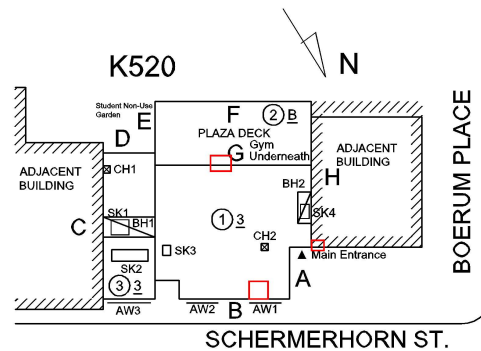 K520
N
Student Non-Use
Garden
E
F
2 B
D
PLAZA DECK
G
Gym
Underneath
ADJACENT
BUILDING
ADJACENT
BUILDING
CH1
BH2
H
SK1
BH1
SK4
C
1 3
CH2
SK3
SK2
Main Entrance
A
3 3
B
AW3
AW2
AW1
BOERUM PLACE
SCHERMERHORN ST.